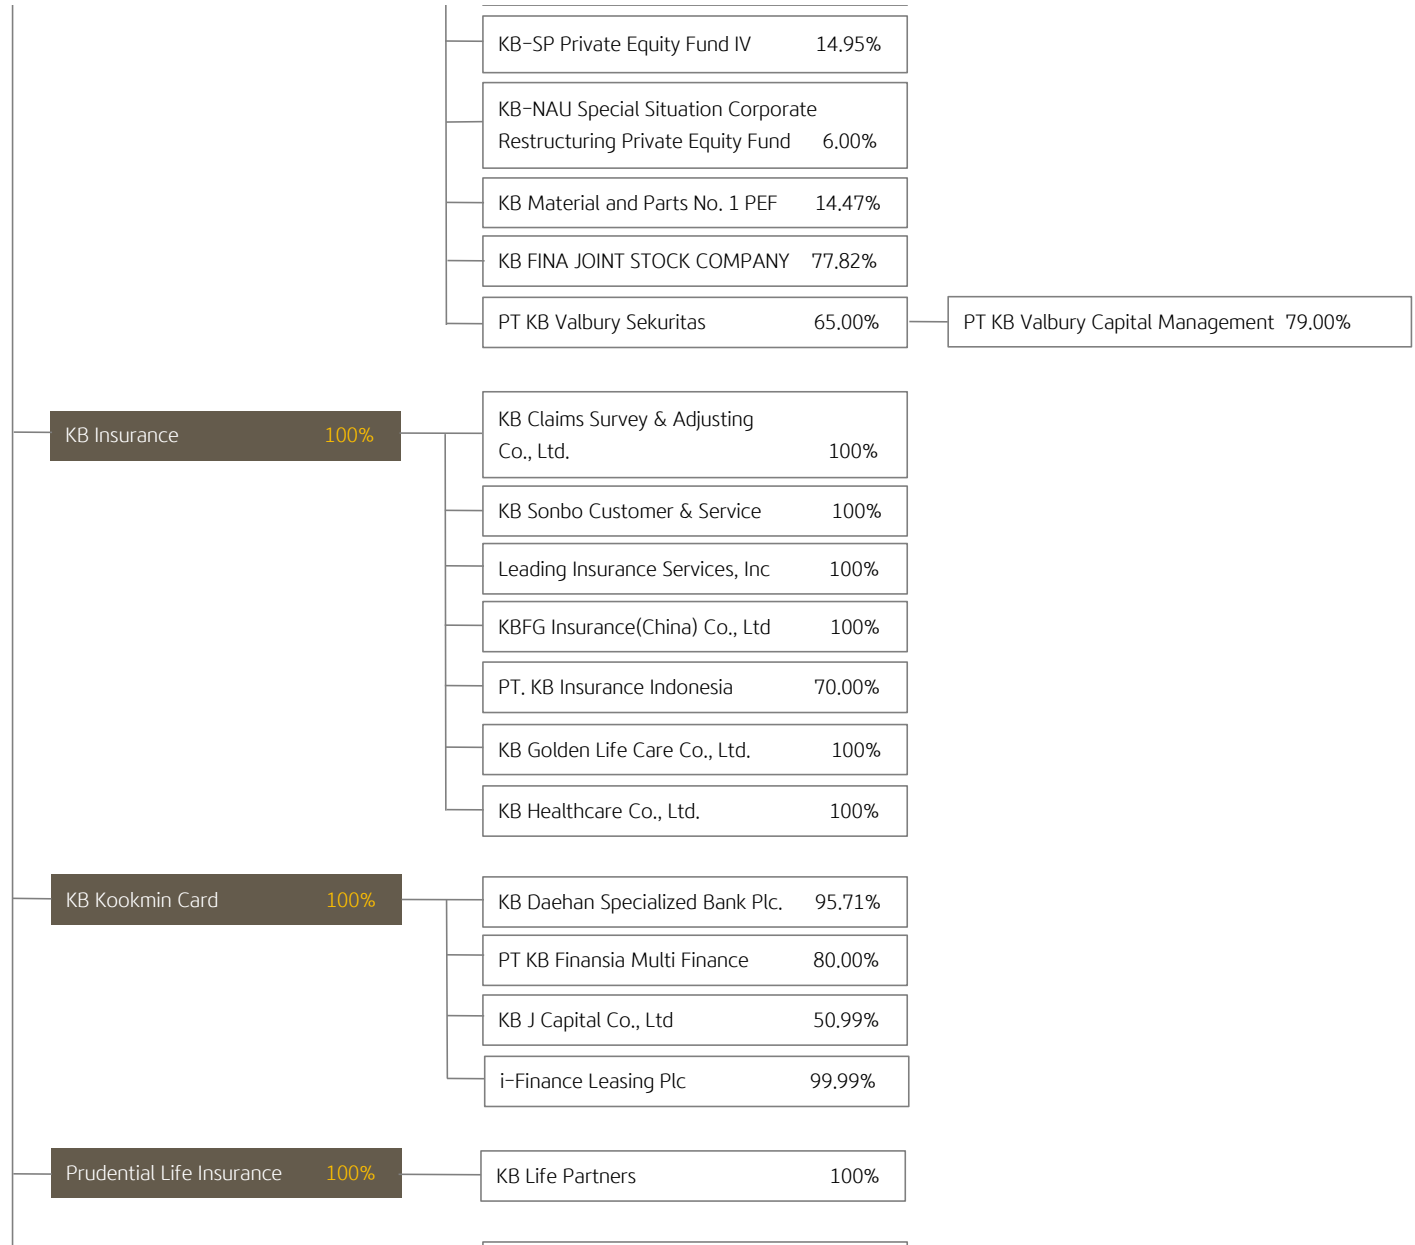 KB-SP Private Equity Fund IV 14.95%
KB-NAU Special Situation Corporate
Restructuring Private Equity Fund 6.00%
KB Material and Parts No. 1 PEF 14.47%
KB FINA JOINT STOCK COMPANY 77.82%
PT KB Valbury Sekuritas 65.00%
PT KB Valbury Capital Management 79.00%
KB Insurance 100%
KB Claims Survey & Adjusting
Co., Ltd. 100%
KB Sonbo Customer & Service 100%
Leading Insurance Services, Inc 100%
KBFG Insurance(China) Co., Ltd 100%
PT. KB Insurance Indonesia 70.00%
KB Golden Life Care Co., Ltd. 100%
KB Healthcare Co., Ltd. 100%
KB Kookmin Card 100%
KB Daehan Specialized Bank Plc. 95.71%
PT KB Finansia Multi Finance 80.00%
KB J Capital Co., Ltd 50.99%
i-Finance Leasing Plc 99.99%
Prudential Life Insurance 100%
KB Life Partners 100%